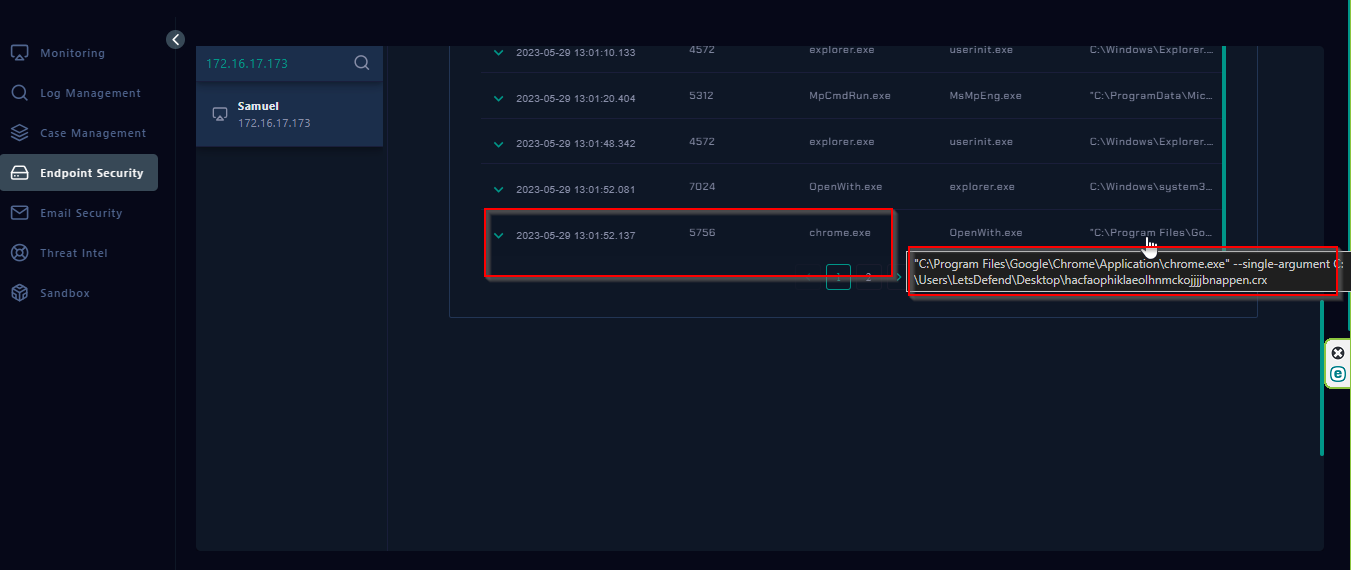 Monitoring
Log Management
Case Management
Endpoint Security
Email Security
Threat Intel
Sandbox
172.16.17.173
Samuel
172.16.17.173
2023-05-29 13:01:10.133 4572 explorer.exe userinit.exe C:\Windows\Explorer....
2023-05-29 13:01:20.404 5312 MpCmdRun.exe MsMpEng.exe "C:\ProgramData\Mic...
2023-05-29 13:01:48.342 4572 explorer.exe userinit.exe C:\Windows\Explorer....
2023-05-29 13:01:52.081 7024 OpenWith.exe explorer.exe C:\Windows\system3...
2023-05-29 13:01:52.137 5756 chrome.exe OpenWith.exe "C:\Program Files\Go...
"C:\Program Files\Google\Chrome\Application\chrome.exe" --single-argument C:
\Users\LetsDefend\Desktop\hacfaophiklaeolhnmckojjjjbnappen.crx
1 2